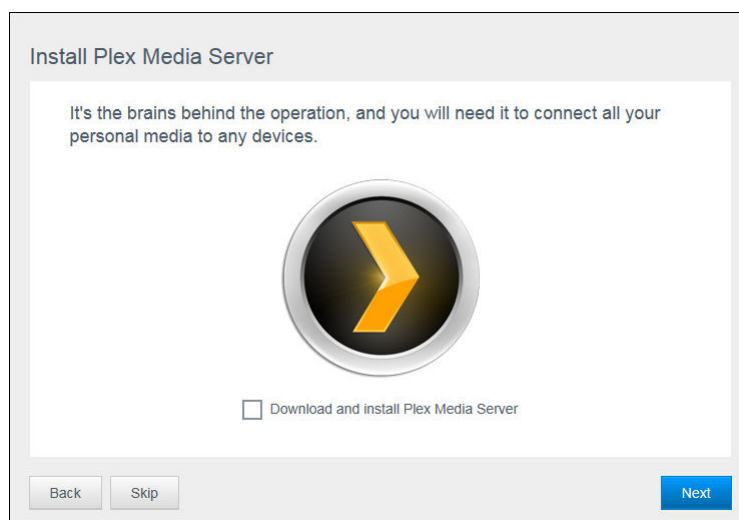 Install Plex Media Server
It's the brains behind the operation, and you will need it to connect all your
personal media to any devices.
Download and install Plex Media Server
Back
Skip
Next